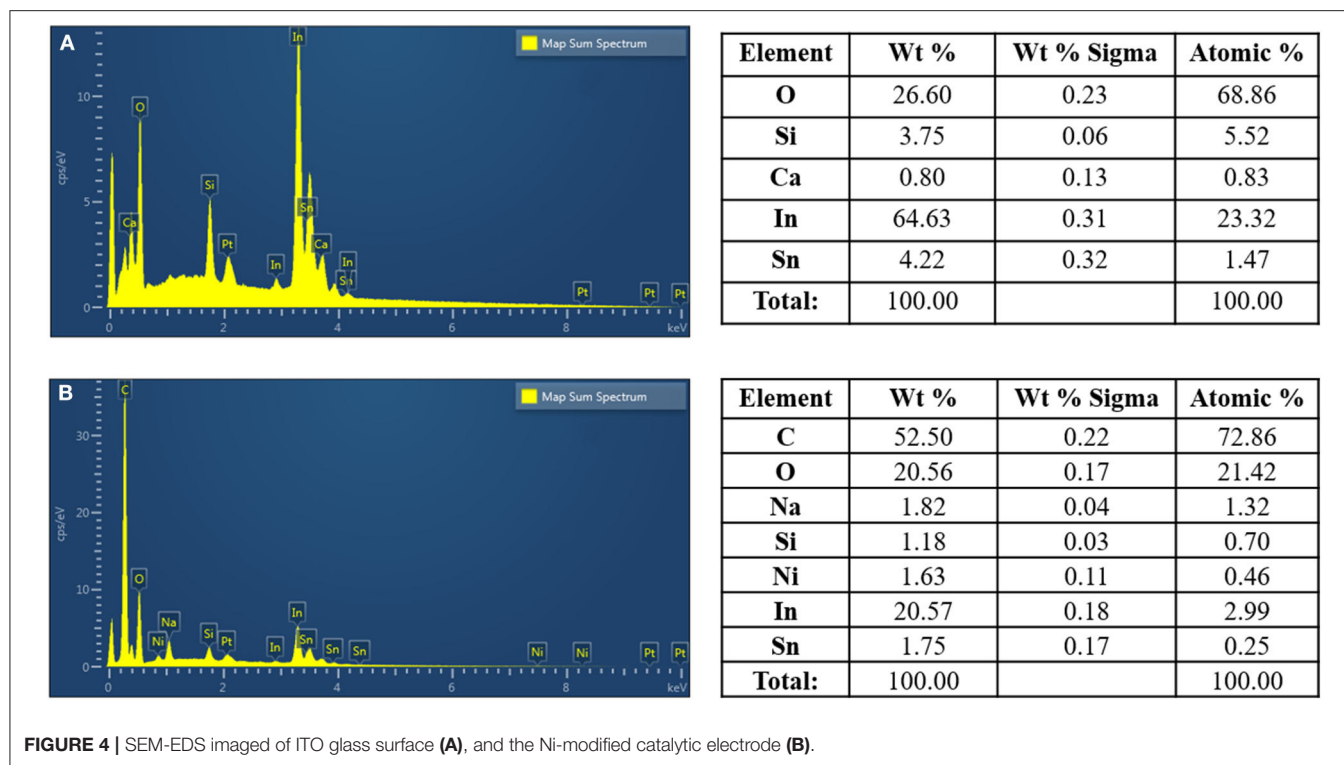 A
Map Sum Spectrum
cps/eV
10
5
0
In
O
Ca
Si
Pt
In
Sn
Ca
In
Sn
Pt
Pt
Pt
0
2
4
6
8
keV
Element Wt % Wt % Sigma Atomic %
O 26.60 0.23 68.86
Si 3.75 0.06 5.52
Ca 0.80 0.13 0.83
In 64.63 0.31 23.32
Sn 4.22 0.32 1.47
Total: 100.00 100.00
B
Map Sum Spectrum
cps/eV
30
20
10
0
C
O
Ni
Na
Si
Pt
In
In
Sn
Sn
Sn
Ni
Ni
Pt
Pt
0
2
4
6
8
keV
Element Wt % Wt % Sigma Atomic %
C 52.50 0.22 72.86
O 20.56 0.17 21.42
Na 1.82 0.04 1.32
Si 1.18 0.03 0.70
Ni 1.63 0.11 0.46
In 20.57 0.18 2.99
Sn 1.75 0.17 0.25
Total: 100.00 100.00
FIGURE 4 | SEM-EDS imaged of ITO glass surface (A), and the Ni-modified catalytic electrode (B).